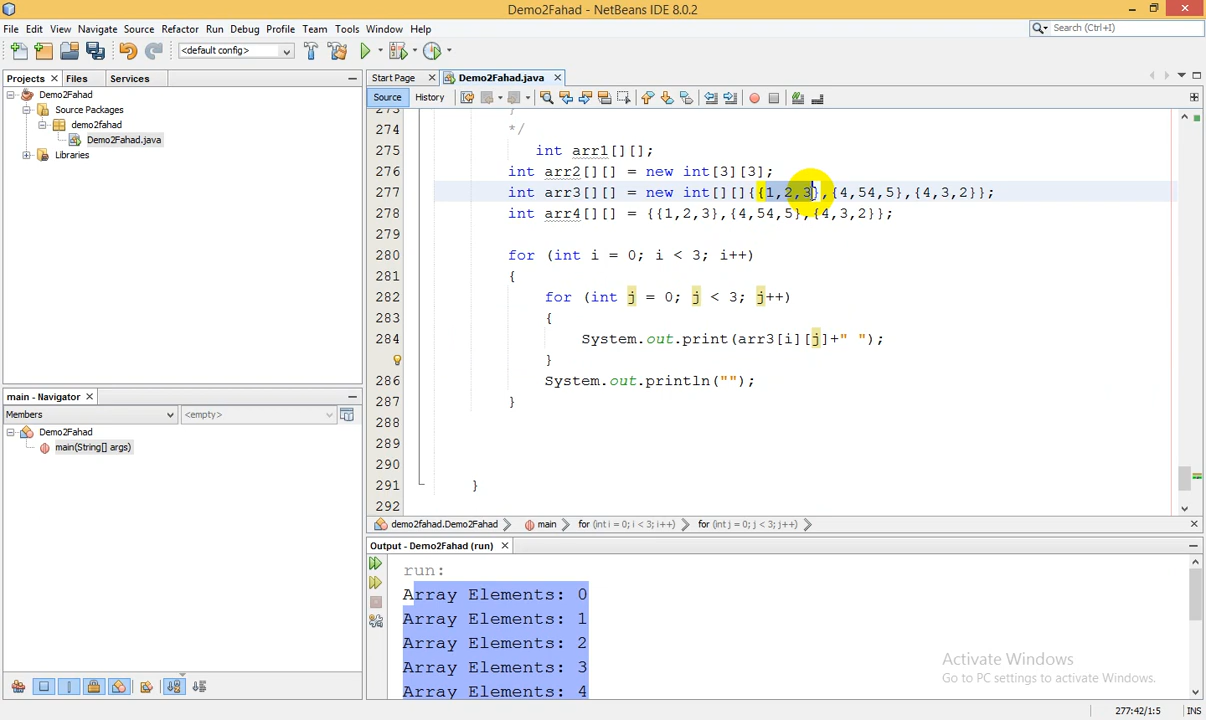 Demo2Fahad - NetBeans IDE 8.0.2
File Edit View Navigate Source Refactor Run Debug Profile Team Tools Window Help
Search (Ctrl+I)
<default config>
Projects Files Services
Start Page Demo2Fahad.java
Demo2Fahad
Source Packages
demo2fahad
Demo2Fahad.java
Libraries
Source History
274 */
275 int arr1[][];
276 int arr2[][] = new int[3][3];
277 int arr3[][] = new int[][]{{1,2,3},{4,54,5},{4,3,2}};
278 int arr4[][] = {{1,2,3},{4,54,5},{4,3,2}};
279
280 for (int i = 0; i < 3; i++)
281 {
282 for (int j = 0; j < 3; j++)
283 {
284 System.out.print(arr3[i][j]+" ");
}
286 System.out.println("");
287 }
288
289
290
291 }
292
main - Navigator
Members <empty>
Demo2Fahad
main(String[] args)
demo2fahad.Demo2Fahad main for (int i = 0; i < 3; i++) for (int j = 0; j < 3; j++)
Output - Demo2Fahad (run)
run:
Array Elements: 0
Array Elements: 1
Array Elements: 2
Array Elements: 3
Array Elements: 4
Activate Windows
Go to PC settings to activate Windows.
277:42/1:5 INS